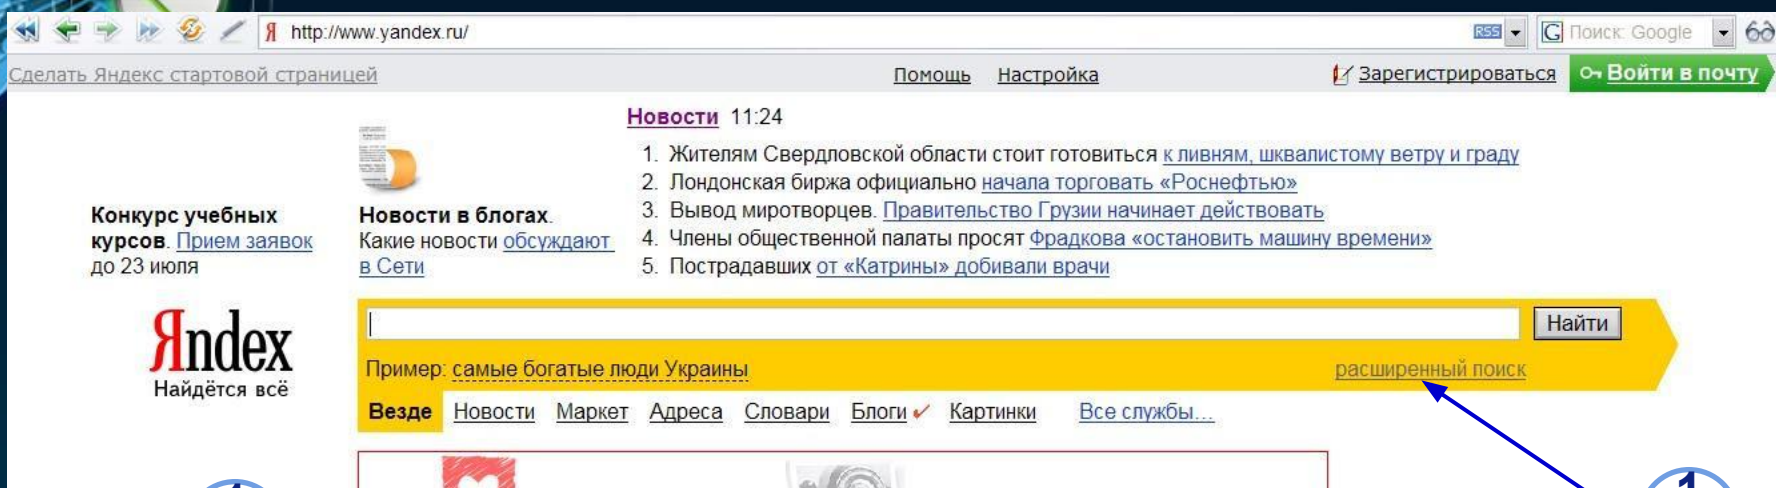 Я http://www.yandex.ru/ RSS G Поиск: Google
Сделать Яндекс стартовой страницей Помощь Настройка Зарегистрироваться Войти в почту
Новости 11:24
1. Жителям Свердловской области стоит готовиться к ливням, шквалистому ветру и граду
2. Лондонская биржа официально начала торговать «Роснефтью»
3. Вывод миротворцев. Правительство Грузии начинает действовать
4. Члены общественной палаты просят Фрадкова «остановить машину времени»
5. Пострадавших от «Катрины» добивали врачи
Конкурс учебных
курсов. Прием заявок
до 23 июля
Новости в блогах.
Какие новости обсуждают
в Сети
Яndex
Найдётся всё
Найти
Пример: самые богатые люди Украины расширенный поиск
Везде Новости Маркет Адреса Словари Блоги Картинки Все службы...
1